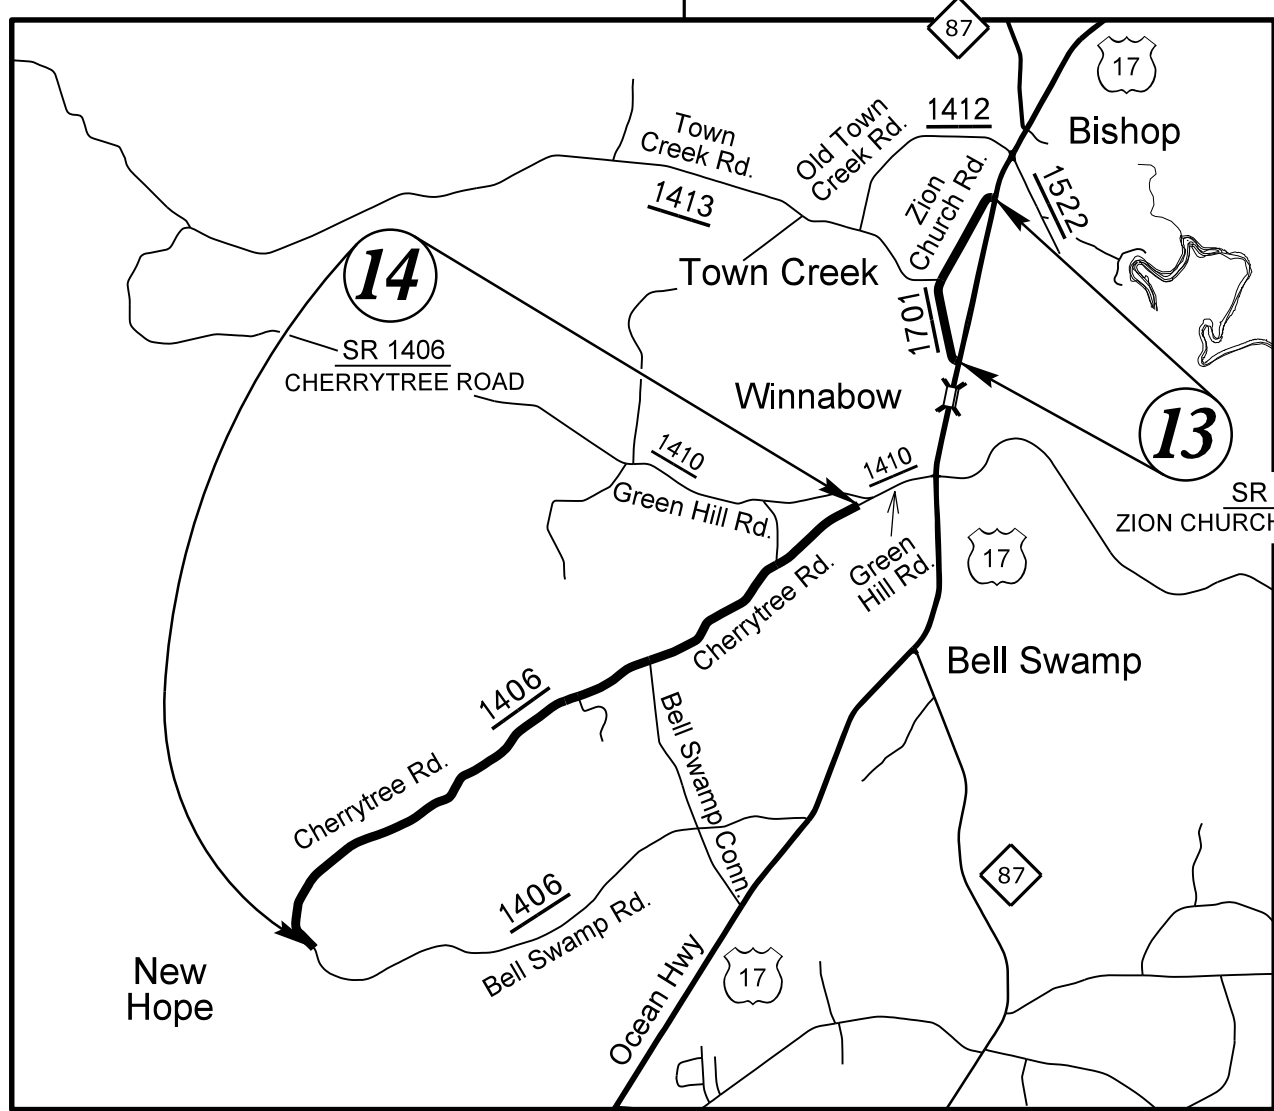 87
17
Bishop
1412
Old Town
Creek Rd.
Town
Creek Rd.
1413
Zion
Church Rd.
1522
14
Town Creek
1701
SR 1406
CHERRYTREE ROAD
Winnabow
13
1410
1410
Green Hill Rd.
SR
ZION CHURCH
Green
Hill Rd.
17
Cherrytree Rd.
Bell Swamp
1406
Bell Swamp Conn.
Cherrytree Rd.
87
1406
Bell Swamp Rd.
New
Hope
17
Ocean Hwy